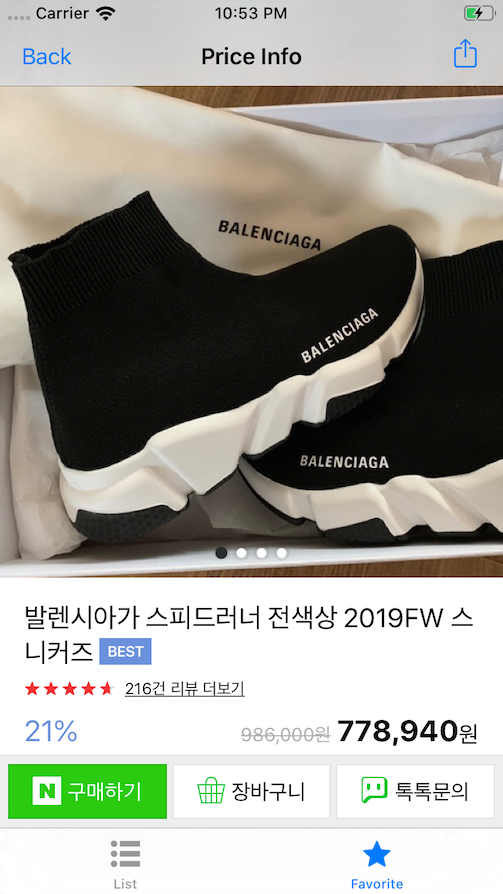 Carrier 10:53 PM
Back Price Info
BALENCIAGA
BALENCIAGA
BALENCIAGA
발렌시아가 스피드러너 전색상 2019FW 스
니커즈 BEST
216건 리뷰 더보기
21% 986,000원 778,940원
N 구매하기 장바구니 톡톡문의
List Favorite